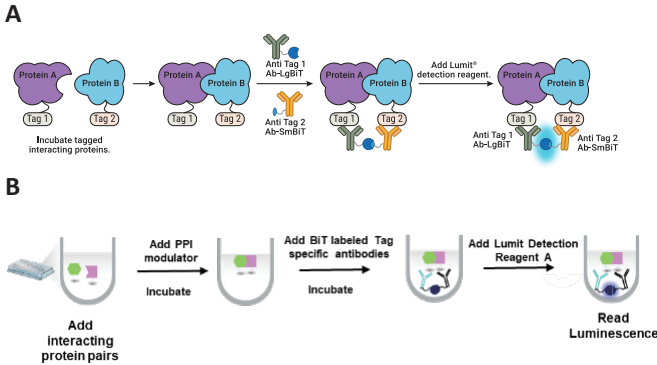 A
Protein A
Protein B
Tag 1
Tag 2
Incubate tagged
interacting proteins.
Protein A
Protein B
Tag 1
Tag 2
Anti Tag 1
Ab-LgBiT
Anti Tag 2
Ab-SmBiT
Protein A
Protein B
Tag 1
Tag 2
Add Lumit®
detection reagent.
Protein A
Protein B
Tag 1
Tag 2
Anti Tag 1
Ab-LgBiT
Anti Tag 2
Ab-SmBiT
B
Add
interacting
protein pairs
Add PPI
modulator
Incubate
Add BiT labeled Tag
specific antibodies
Incubate
Add Lumit Detection
Reagent A
Read
Luminescence